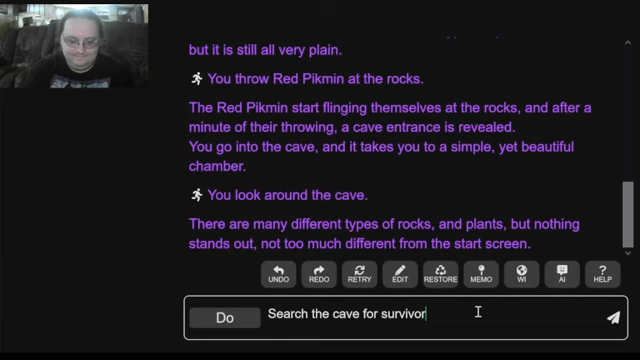 but it is still all very plain.
You throw Red Pikmin at the rocks.
The Red Pikmin start flinging themselves at the rocks, and after a
minute of their throwing, a cave entrance is revealed.
You go into the cave, and it takes you to a simple, yet beautiful
chamber.
You look around the cave.
There are many different types of rocks, and plants, but nothing
stands out, not too much different from the start screen.
UNDO REDO RETRY EDIT RESTORE MEMO WI AI HELP
Do Search the cave for survivor